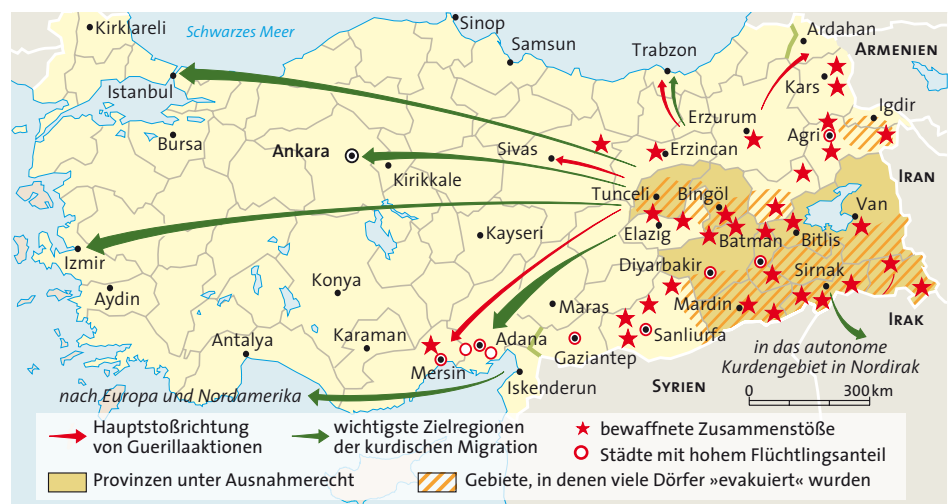 Kirklareli
Schwarzes Meer
Sinop
Samsun
Trabzon
Ardahan
ARMENIEN
Istanbul
Kars
Igdir
Bursa
Ankara
Kirikkale
Sivas
Erzurum
Erzincan
Agri
IRAN
Tunceli
Bingöl
Van
Izmir
Kayseri
Elazig
Batman
Bitlis
Aydin
Konya
Diyarbakir
Sirnak
Maras
Mardin
IRAK
Antalya
Karaman
Adana
Sanliurfa
Mersin
Gaziantep
in das autonome
Kurdengebiet in Nordirak
Iskenderun
SYRIEN
nach Europa und Nordamerika
0
300 km
Hauptstoßrichtung
von Guerillaaktionen
wichtigste Zielregionen
der kurdischen Migration
bewaffnete Zusammenstöße
Städte mit hohem Flüchtlingsanteil
Provinzen unter Ausnahmerecht
Gebiete, in denen viele Dörfer »evakuiert« wurden